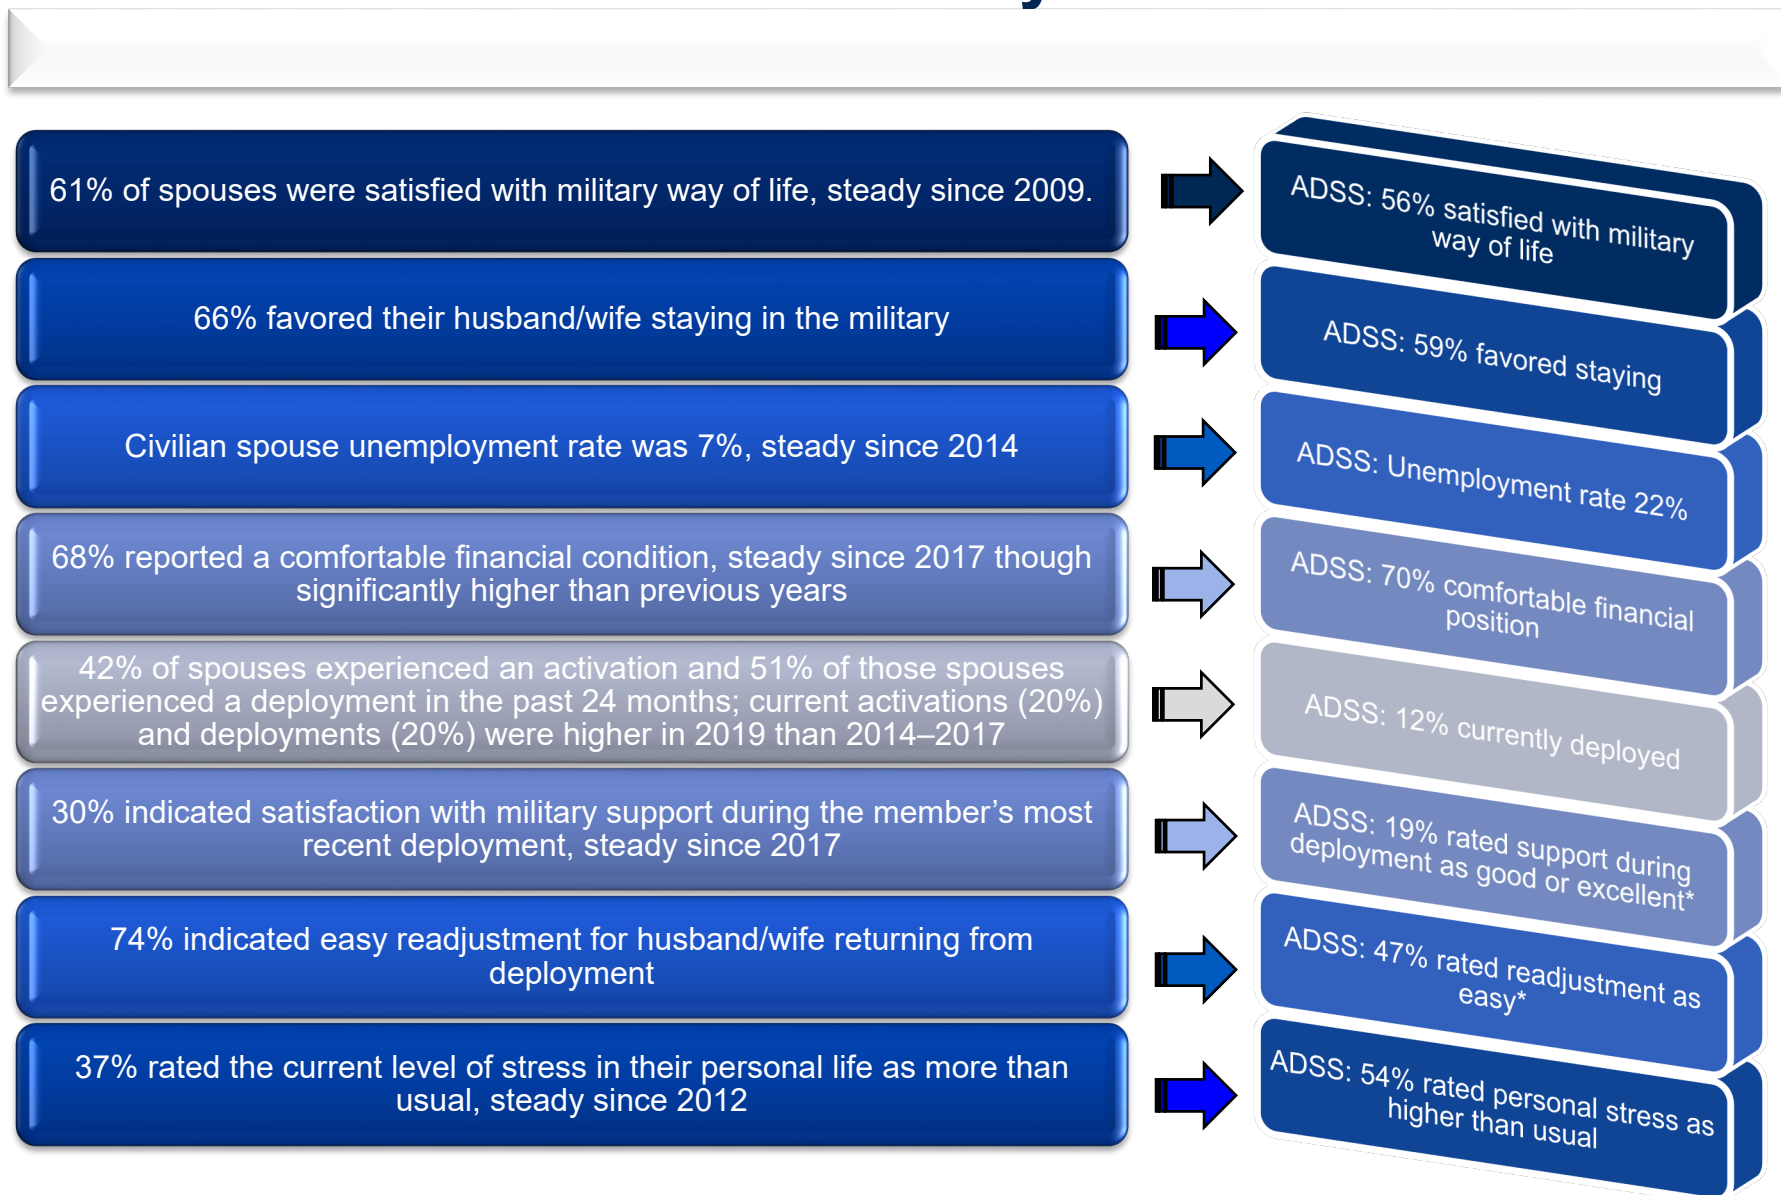 61% of spouses were satisfied with military way of life, steady since 2009.
ADSS: 56% satisfied with military
way of life
66% favored their husband/wife staying in the military
ADSS: 59% favored staying
Civilian spouse unemployment rate was 7%, steady since 2014
ADSS: Unemployment rate 22%
68% reported a comfortable financial condition, steady since 2017 though
significantly higher than previous years
ADSS: 70% comfortable financial
position
42% of spouses experienced an activation and 51% of those spouses
experienced a deployment in the past 24 months; current activations (20%)
and deployments (20%) were higher in 2019 than 2014–2017
ADSS: 12% currently deployed
30% indicated satisfaction with military support during the member’s most
recent deployment, steady since 2017
ADSS: 19% rated support during
deployment as good or excellent*
74% indicated easy readjustment for husband/wife returning from
deployment
ADSS: 47% rated readjustment as
easy*
37% rated the current level of stress in their personal life as more than
usual, steady since 2012
ADSS: 54% rated personal stress as
higher than usual